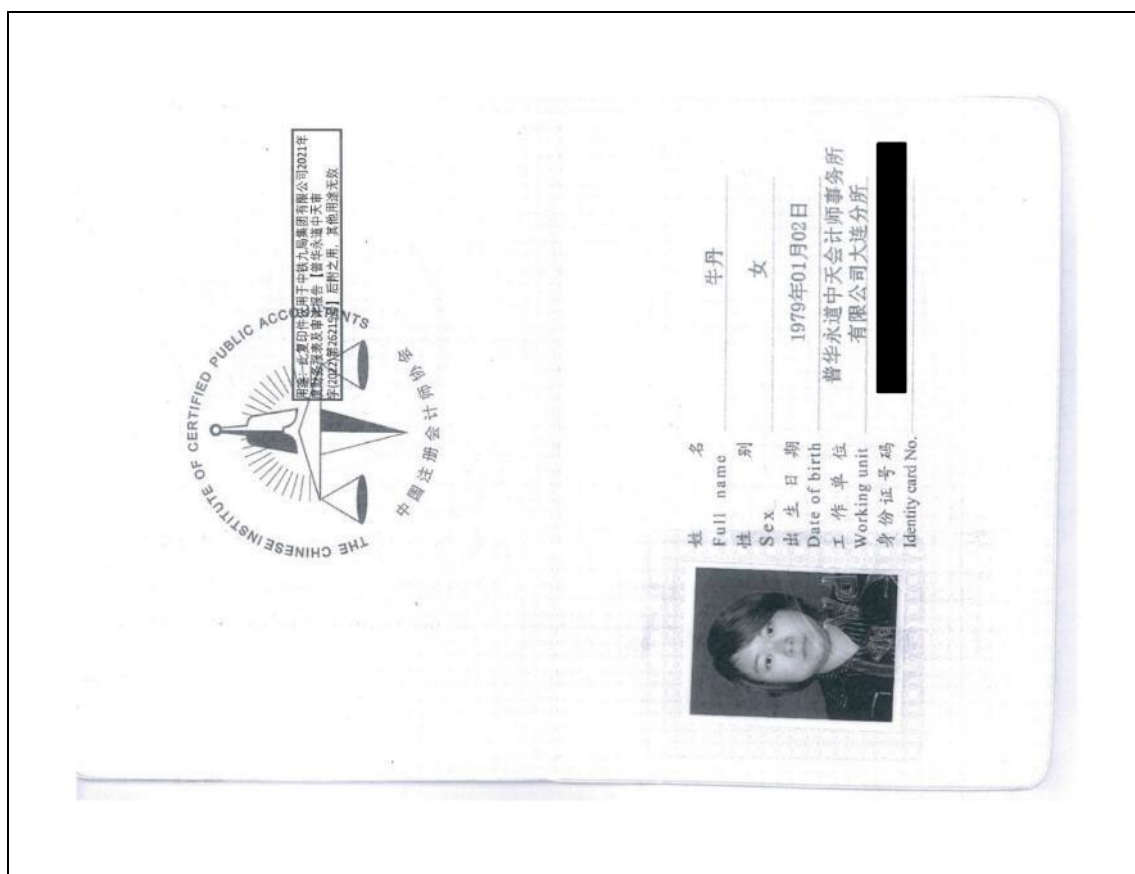 THE CHINESE INSTITUTE OF CERTIFIED PUBLIC ACCOUNTANTS
中国注册会计师协会
用途：此复印件仅用于中铁九局集团有限公司2021年
度财务报表及审计报告【普华永道中天审
字(2022)第26215号】后附之用，其他用途无效
姓 名 牛丹
Full name
性 别 女
Sex
出 生 日 期 1979年01月02日
Date of birth
工 作 单 位 普华永道中天会计师事务所
Working unit 有限公司大连分所
身 份 证 号 码
Identity card No.